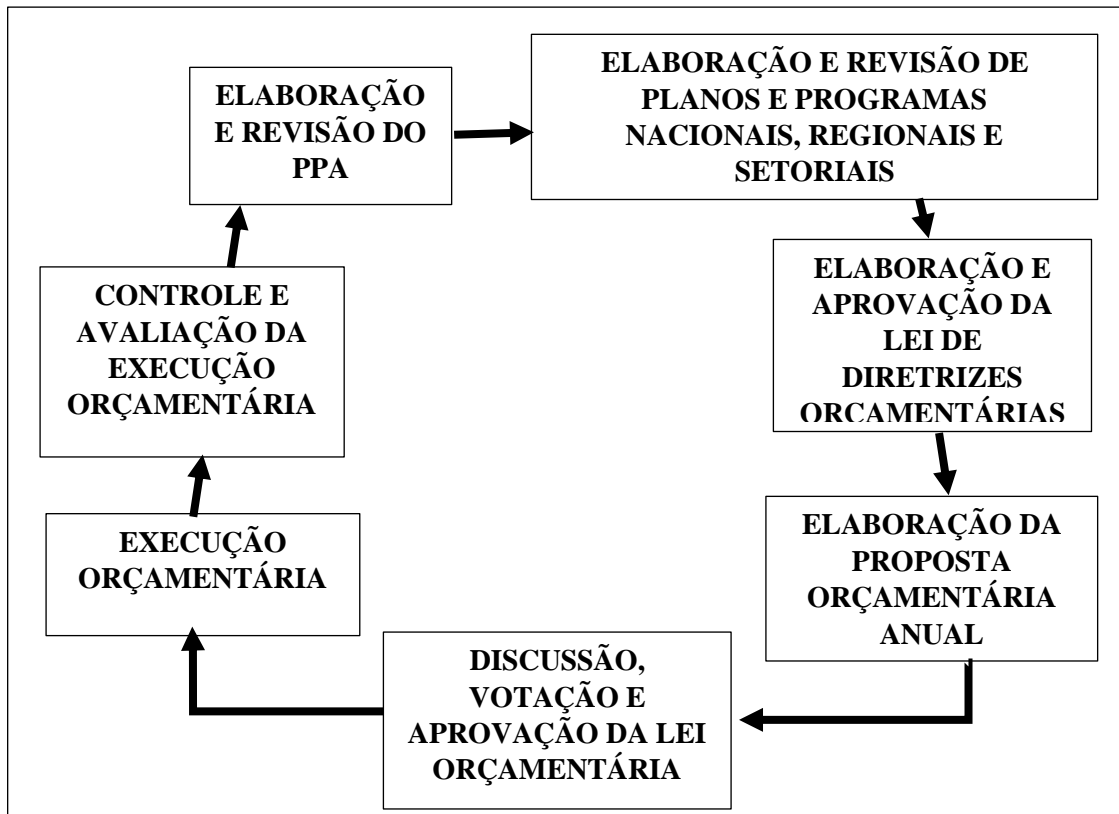 ELABORAÇÃO
E REVISÃO DO
PPA
ELABORAÇÃO E REVISÃO DE
PLANOS E PROGRAMAS
NACIONAIS, REGIONAIS E
SETORIAIS
ELABORAÇÃO E
APROVAÇÃO DA
LEI DE
DIRETRIZES
ORÇAMENTÁRIAS
ELABORAÇÃO DA
PROPOSTA
ORÇAMENTÁRIA
ANUAL
DISCUSSÃO,
VOTAÇÃO E
APROVAÇÃO DA LEI
ORÇAMENTÁRIA
EXECUÇÃO
ORÇAMENTÁRIA
CONTROLE E
AVALIAÇÃO DA
EXECUÇÃO
ORÇAMENTÁRIA